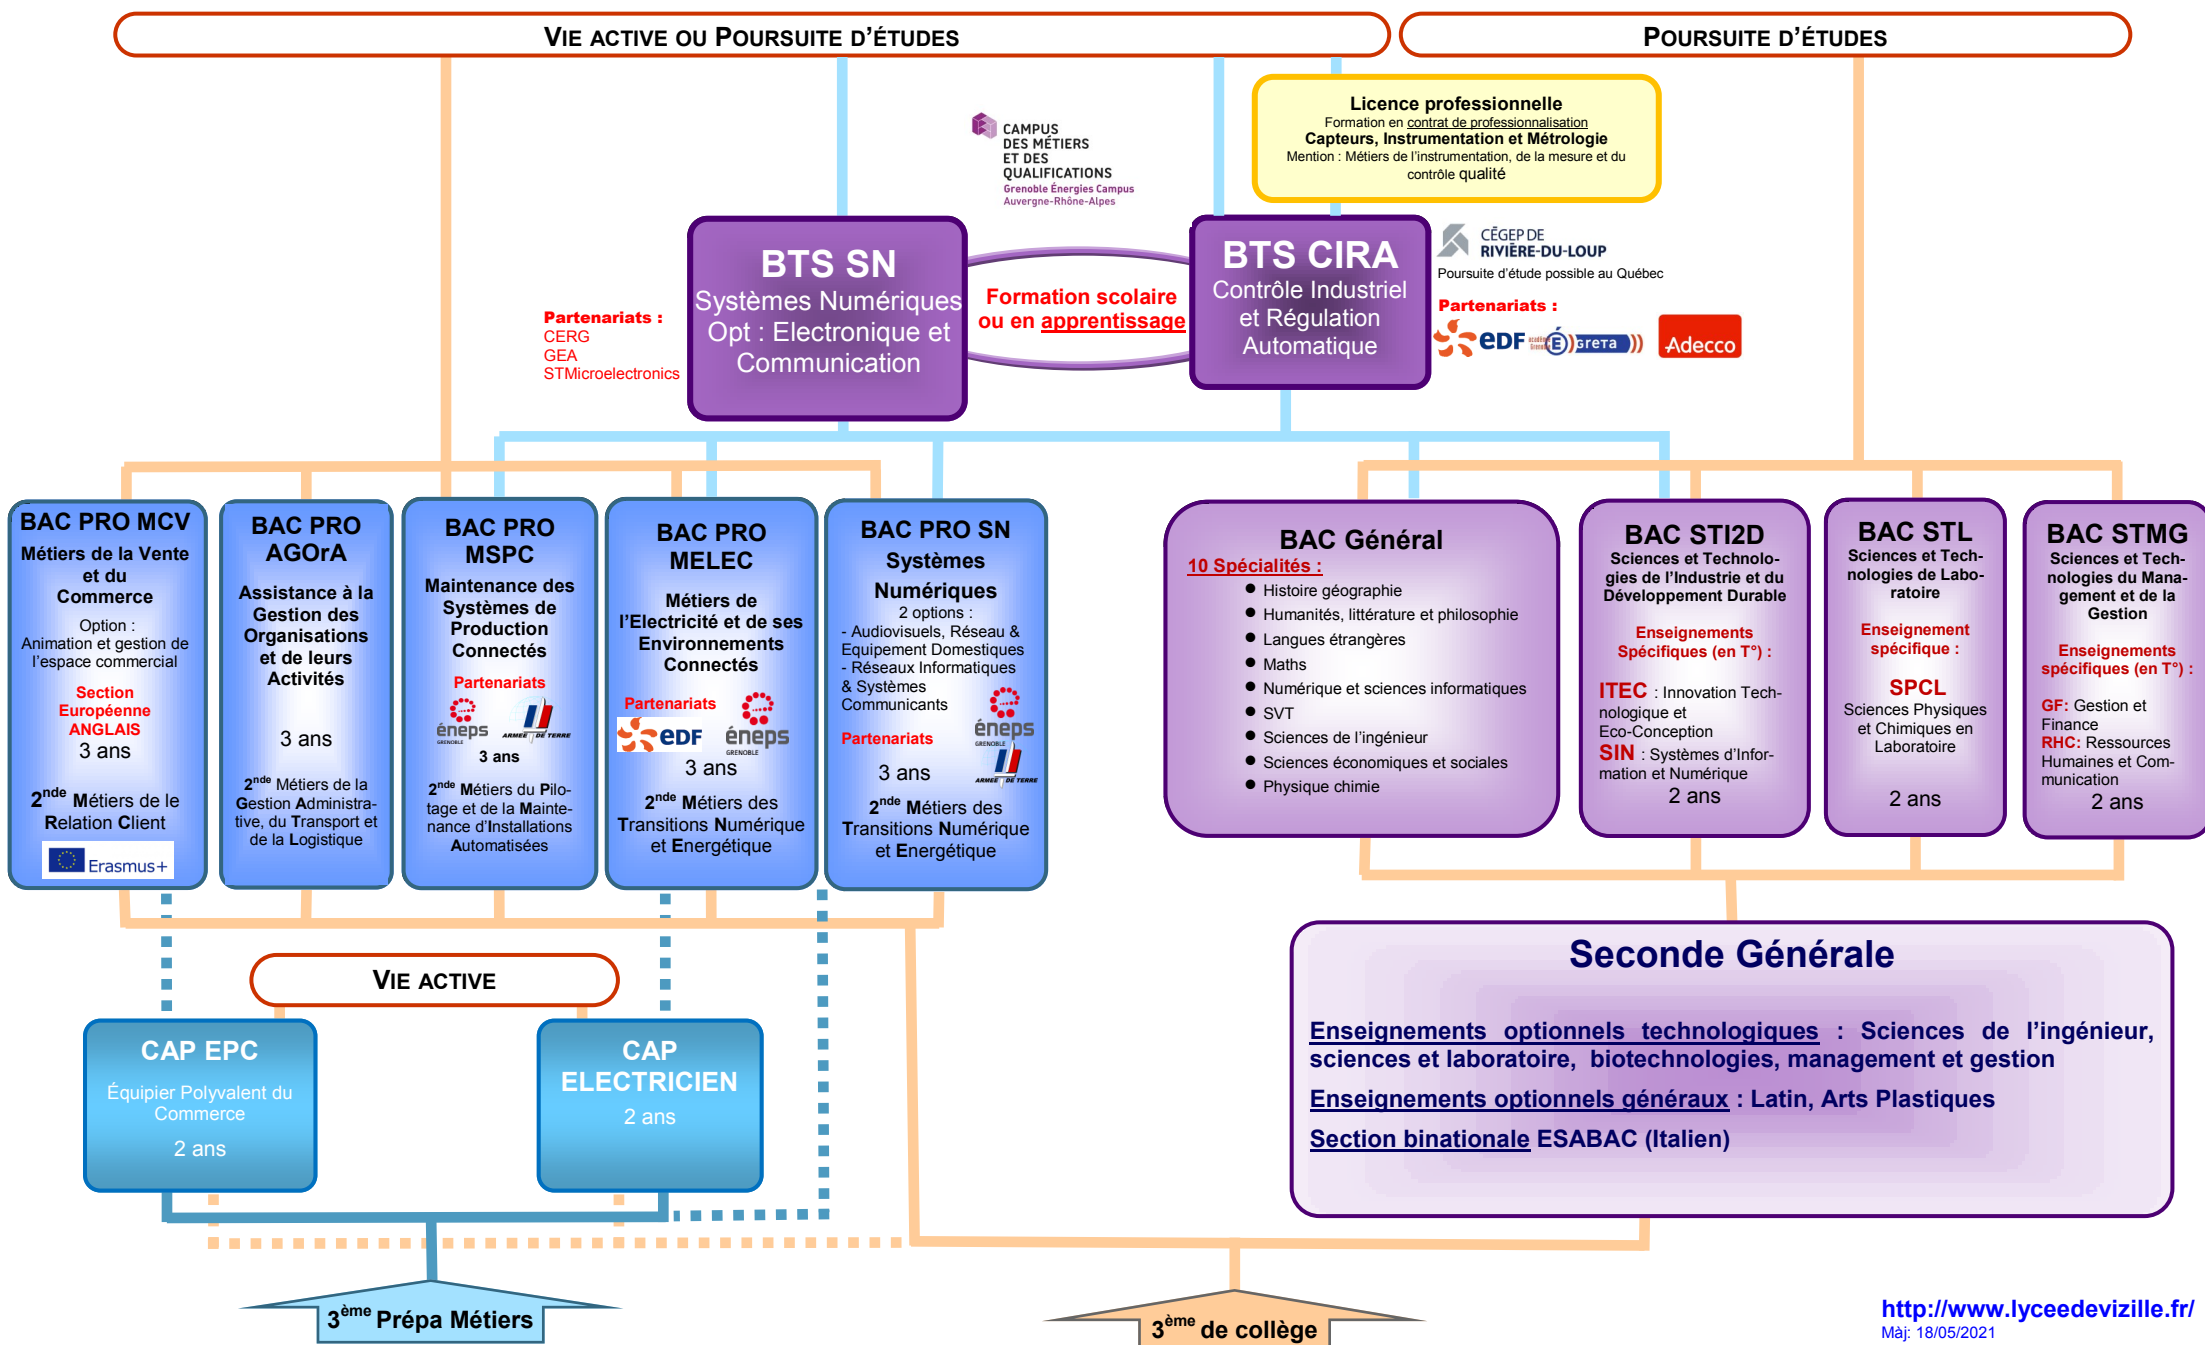 VIE ACTIVE OU POURSUITE D'ÉTUDES
POURSUITE D'ÉTUDES
Licence professionnelle
Formation en contrat de professionnalisation
Capteurs, Instrumentation et Métrologie
Mention : Métiers de l'instrumentation, de la mesure et du
contrôle qualité
CAMPUS
DES MÉTIERS
ET DES
QUALIFICATIONS
Grenoble Énergies Campus
Auvergne-Rhône-Alpes
BTS SN
Systèmes Numériques
Opt : Electronique et
Communication
Partenariats :
CERG
GEA
STMicroelectronics
Formation scolaire
ou en apprentissage
BTS CIRA
Contrôle Industriel
et Régulation
Automatique
CÉGEP DE
RIVIÈRE-DU-LOUP
Poursuite d'étude possible au Québec
Partenariats :
eDF
académie
Grenoble
É
GRETA
Adecco
BAC PRO MCV
Métiers de la Vente
et du
Commerce
Option :
Animation et gestion de
l'espace commercial
Section
Européenne
ANGLAIS
3 ans
2nde Métiers de le
Relation Client
Erasmus+
BAC PRO
AGOrA
Assistance à la
Gestion des
Organisations
et de leurs
Activités
3 ans
2nde Métiers de la
Gestion Administra-
tive, du Transport et
de la Logistique
BAC PRO
MSPC
Maintenance des
Systèmes de
Production
Connectés
Partenariats
éneps
GRENOBLE
ARMEE DE TERRE
3 ans
2nde Métiers du Pilo-
tage et de la Mainte-
nance d'Installations
Automatisées
BAC PRO
MELEC
Métiers de
l'Electricité et de ses
Environnements
Connectés
Partenariats
eDF
éneps
GRENOBLE
3 ans
2nde Métiers des
Transitions Numérique
et Energétique
BAC PRO SN
Systèmes
Numériques
2 options :
- Audiovisuels, Réseau &
Equipement Domestiques
- Réseaux Informatiques
& Systèmes
Communicants
éneps
GRENOBLE
Partenariats
3 ans
ARMEE DE TERRE
2nde Métiers des
Transitions Numérique
et Energétique
BAC Général
10 Spécialités :
● Histoire géographie
● Humanités, littérature et philosophie
● Langues étrangères
● Maths
● Numérique et sciences informatiques
● SVT
● Sciences de l'ingénieur
● Sciences économiques et sociales
● Physique chimie
BAC STI2D
Sciences et Technolo-
gies de l'Industrie et du
Développement Durable
Enseignements
Spécifiques (en T°) :
ITEC : Innovation Tech-
nologique et
Eco-Conception
SIN : Systèmes d'Infor-
mation et Numérique
2 ans
BAC STL
Sciences et Tech-
nologies de Labo-
ratoire
Enseignement
spécifique :
SPCL
Sciences Physiques
et Chimiques en
Laboratoire
2 ans
BAC STMG
Sciences et Tech-
nologies du Mana-
gement et de la
Gestion
Enseignements
spécifiques (en T°) :
GF: Gestion et
Finance
RHC: Ressources
Humaines et Com-
munication
2 ans
VIE ACTIVE
CAP EPC
Équipier Polyvalent du
Commerce
2 ans
CAP
ELECTRICIEN
2 ans
Seconde Générale
Enseignements optionnels technologiques : Sciences de l'ingénieur,
sciences et laboratoire, biotechnologies, management et gestion
Enseignements optionnels généraux : Latin, Arts Plastiques
Section binationale ESABAC (Italien)
3ème Prépa Métiers
3ème de collège
http://www.lyceedevizille.fr/
Màj: 18/05/2021